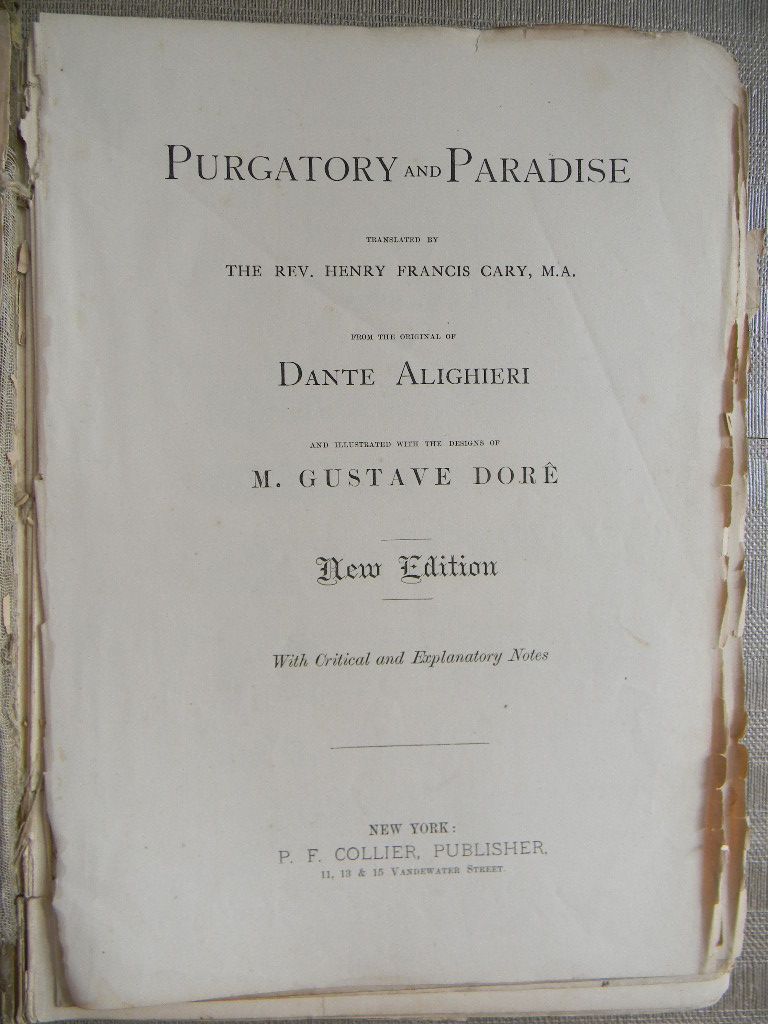 PURGATORY AND PARADISE
TRANSLATED BY
THE REV. HENRY FRANCIS CARY, M.A.
FROM THE ORIGINAL OF
DANTE ALIGHIERI
AND ILLUSTRATED WITH THE DESIGNS OF
M. GUSTAVE DORÊ
New Edition
With Critical and Explanatory Notes
NEW YORK:
P. F. COLLIER, PUBLISHER.
11, 13 & 15 VANDEWATER STREET.